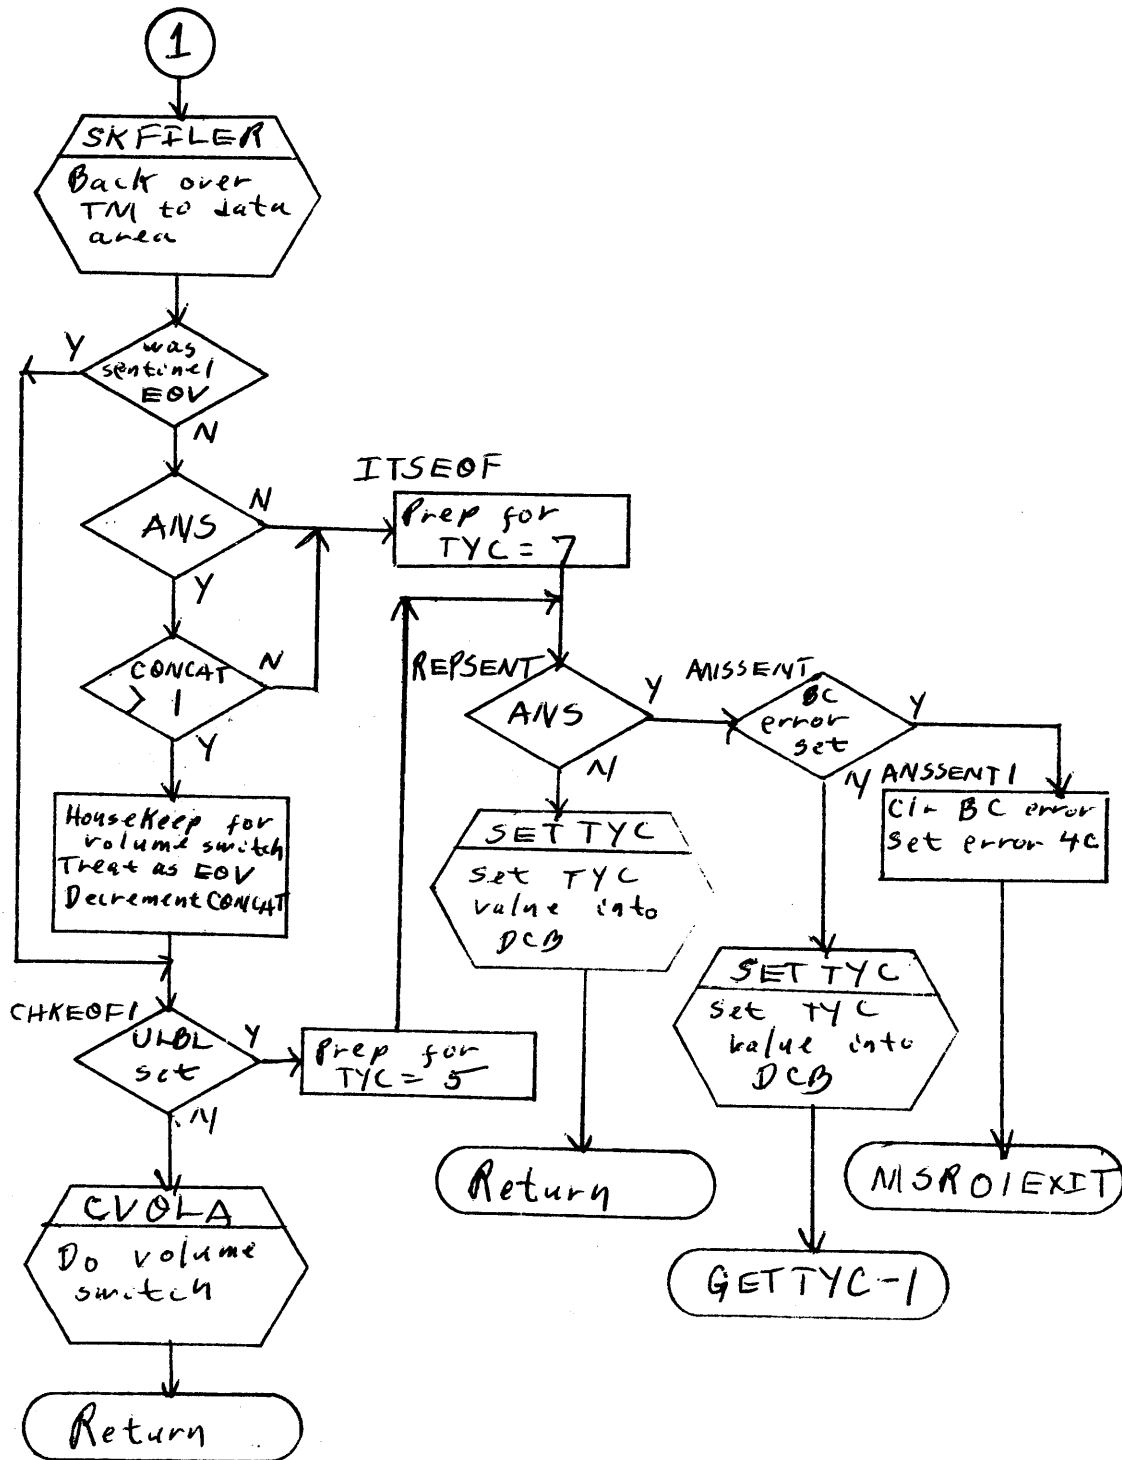 1
SKFILER
Back over
TM to data
area
Y
was
sentinel
EOV
N
ANS
N
Y
CONCAT
> 1
N
Y
HouseKeep for
volume switch
Treat as EOV
Decrement CONCAT
CHKEOF1
ULBL
set
Y
N
CVOLA
Do volume
switch
Return
ITSEOF
Prep for
TYC = 7
Prep for
TYC = 5
REPSENT
ANS
Y
N
SET TYC
set TYC
value into
DCB
Return
ANSSENT
BC
error
set
Y
N
SET TYC
set TYC
value into
DCB
GETTYC-1
ANSSENT1
Clr BC error
set error 4C
MSR01EXIT